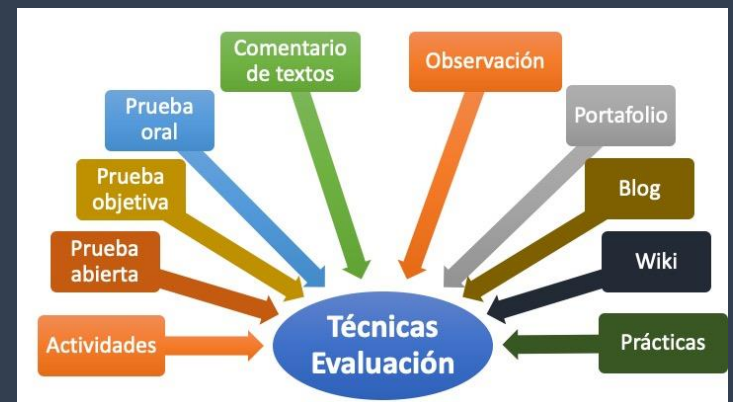 Comentario
de textos
Observación
Prueba
oral
Portafolio
Prueba
objetiva
Blog
Prueba
abierta
Wiki
Actividades
Técnicas
Evaluación
Prácticas